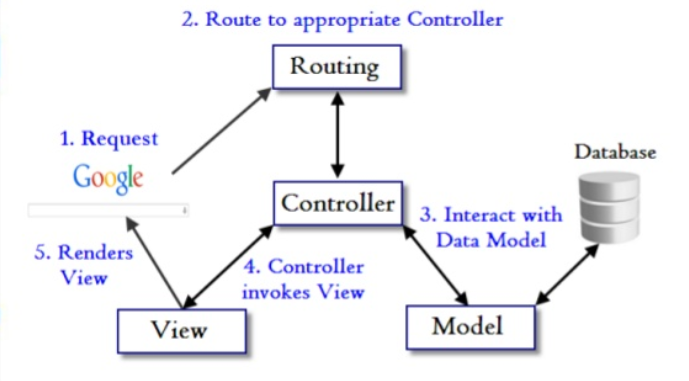 2. Route to appropriate Controller
Routing
1. Request
Google
Database
Controller
3. Interact with
Data Model
5. Renders
View
4. Controller
invokes View
View
Model